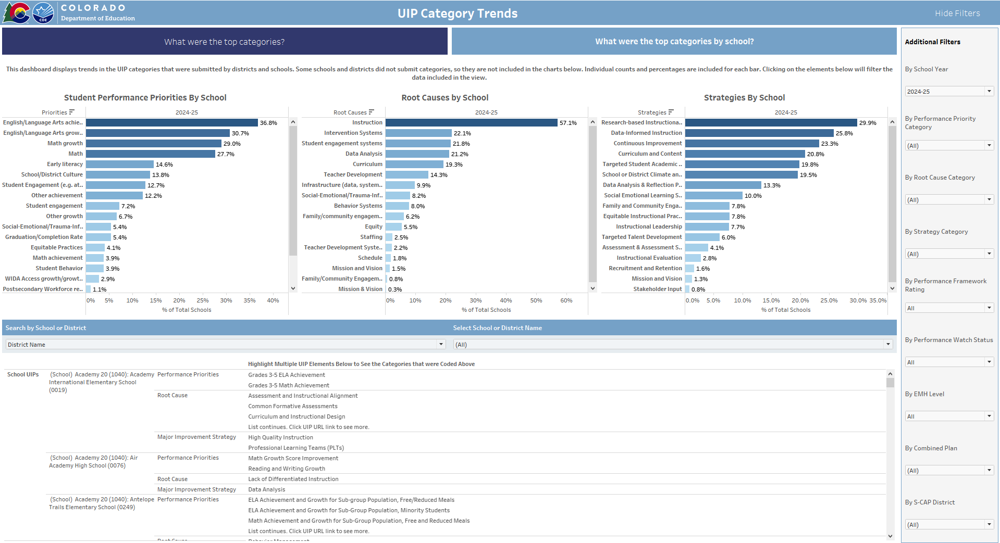 COLORADO
Department of Education
CDE
UIP Category Trends
Hide Filters
What were the top categories?
What were the top categories by school?
This dashboard displays trends in the UIP categories that were submitted by districts and schools. Some schools and districts did not submit categories, so they are not included in the charts below. Individual counts and percentages are included for each bar. Clicking on the elements below will filter the
data included in the view.
Student Performance Priorities By School
Priorities
2024-25
English/Language Arts achie.. 36.8%
English/Language Arts grow.. 30.7%
Math growth 29.0%
Math 27.7%
Early literacy 14.6%
School/District Culture 13.8%
Student Engagement (e.g. at.. 12.7%
Other achievement 12.2%
Student engagement 7.2%
Other growth 6.7%
Social-Emotional/Trauma-Inf.. 5.4%
Graduation/Completion Rate 5.4%
Equitable Practices 4.1%
Math achievement 3.9%
Student Behavior 3.9%
WIDA Access growth/growt.. 2.9%
Postsecondary Workforce re.. 1.1%
0% 5% 10% 15% 20% 25% 30% 35% 40%
% of Total Schools
Root Causes by School
Root Causes
2024-25
Instruction 57.1%
Intervention Systems 22.1%
Student engagement systems 21.8%
Data Analysis 21.2%
Curriculum 19.3%
Teacher Development 14.3%
Infrastructure (data, system.. 9.9%
Social-Emotional/Trauma-Inf.. 8.2%
Behavior Systems 8.0%
Family/community engagem.. 6.2%
Equity 5.5%
Staffing 2.5%
Teacher Development Syste.. 2.2%
Schedule 1.8%
Mission and Vision 1.5%
Family/Community Engagem.. 0.8%
Mission & Vision 0.3%
0% 10% 20% 30% 40% 50% 60%
% of Total Schools
Strategies By School
Strategies
2024-25
Research-based Instructiona.. 29.9%
Data-Informed Instruction 25.8%
Continuous Improvement 23.3%
Curriculum and Content 20.8%
Targeted Student Academic .. 19.8%
School or District Climate an.. 19.5%
Data Analysis & Reflection P.. 13.3%
Social Emotional Learning S.. 10.0%
Family and Community Enga.. 7.8%
Equitable Instructional Prac.. 7.8%
Instructional Leadership 7.7%
Targeted Talent Development 6.0%
Assessment & Assessment S.. 4.1%
Instructional Evaluation 2.8%
Recruitment and Retention 1.6%
Mission and Vision 1.3%
Stakeholder Input 0.8%
0.0% 5.0% 10.0% 15.0% 20.0% 25.0% 30.0% 35.0%
% of Total Schools
Search by School or District
Select School or District Name
District Name
(All)
Highlight Multiple UIP Elements Below to See the Categories that were Coded Above
School UIPs
(School) Academy 20 (1040): Academy
International Elementary School
(0019)
Performance Priorities
Grades 3-5 ELA Achievement
Grades 3-5 Math Achievement
Root Cause
Assessment and Instructional Alignment
Common Formative Assessments
Curriculum and Instructional Design
List continues. Click UIP URL link to see more.
Major Improvement Strategy
High Quality Instruction
Professional Learning Teams (PLTs)
(School) Academy 20 (1040): Air
Academy High School (0076)
Performance Priorities
Math Growth Score Improvement
Reading and Writing Growth
Root Cause
Lack of Differentiated Instruction
Major Improvement Strategy
Data Analysis
(School) Academy 20 (1040): Antelope
Trails Elementary School (0249)
Performance Priorities
ELA Achievement and Growth for Sub-group Population, Free/Reduced Meals
ELA Achievement and Growth for Sub-Group Population, Minority Students
Math Achievement and Growth for Sub-Group Population, Free and Reduced Meals
List continues. Click UIP URL link to see more.
Root Cause
Behavior Management
Additional Filters
By School Year
2024-25
By Performance Priority
Category
(All)
By Root Cause Category
(All)
By Strategy Category
(All)
By Performance Framework
Rating
All
By Performance Watch Status
All
By EMH Level
All
By Combined Plan
(All)
By S-CAP District
(All)